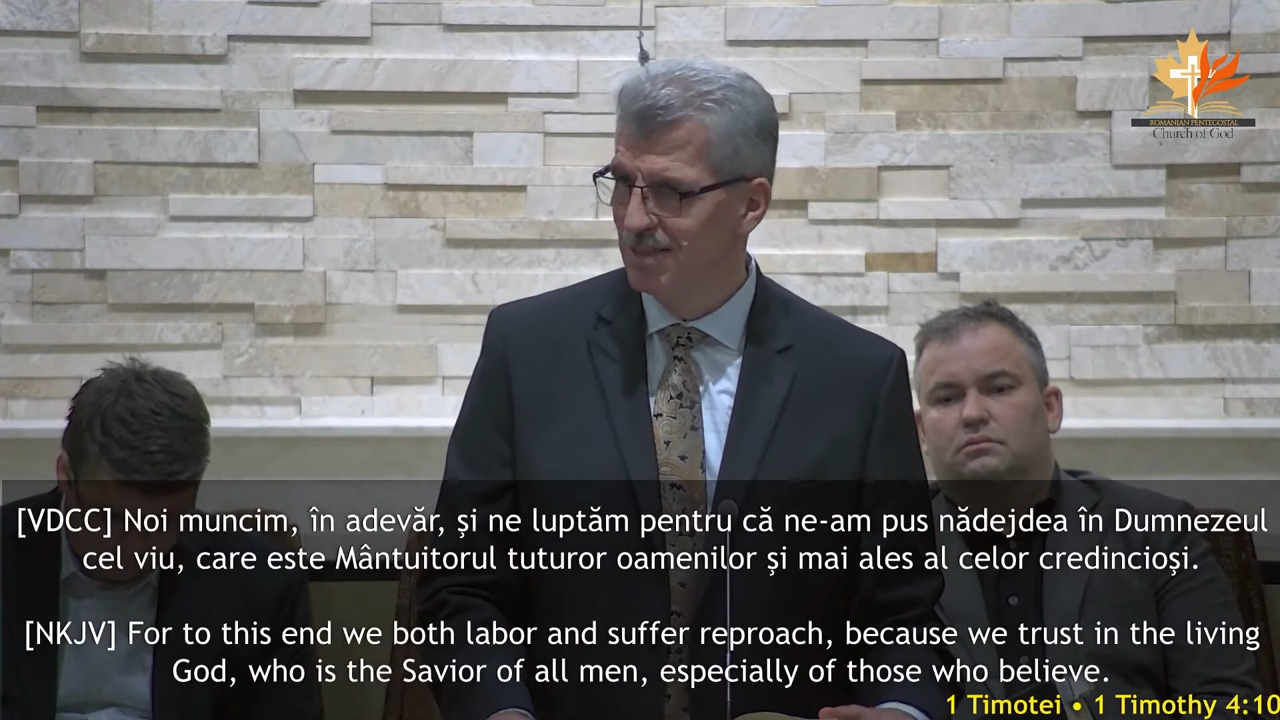 ROMANIAN PENTECOSTAL
Church of God
[VDCC] Noi muncim, în adevăr, și ne luptăm pentru că ne-am pus nădejdea în Dumnezeul
cel viu, care este Mântuitorul tuturor oamenilor și mai ales al celor credincioși.
[NKJV] For to this end we both labor and suffer reproach, because we trust in the living
God, who is the Savior of all men, especially of those who believe.
1 Timotei • 1 Timothy 4:10